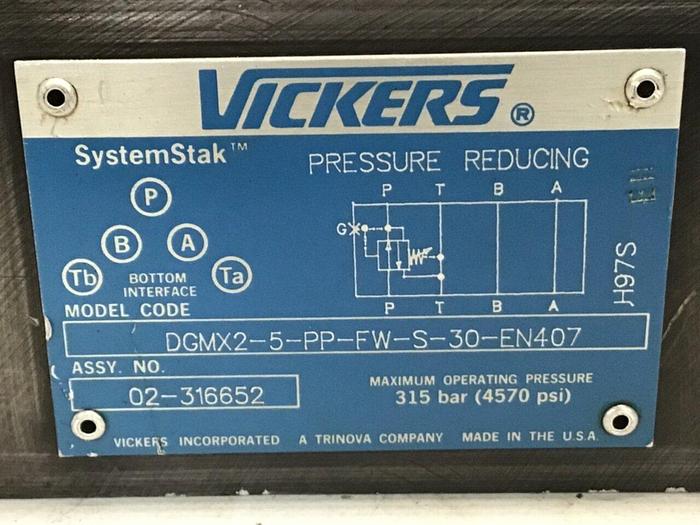 VICKERS®
SystemStak™
PRESSURE REDUCING
P T B A
P
B A
Tb Ta
BOTTOM
INTERFACE
G
P T B A
H97S
MODEL CODE
DGMX2-5-PP-FW-S-30-EN407
ASSY. NO.
02-316652
MAXIMUM OPERATING PRESSURE
315 bar (4570 psi)
VICKERS INCORPORATED A TRINOVA COMPANY MADE IN THE U.S.A.